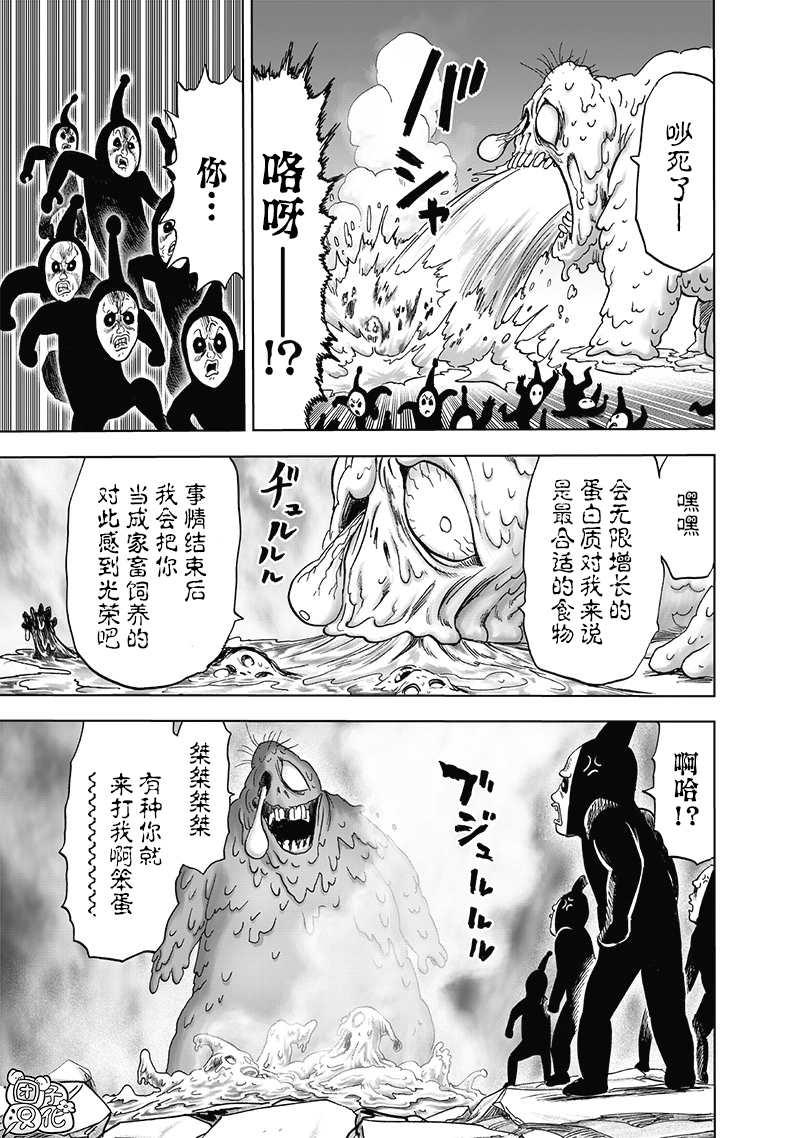 吵死了—
ジャバッ
咯呀——!?
你…
嘿嘿
会无限增长的
蛋白质对我来说
是最合适的食物
ヂュルルル
事情结束后
我会把你
当成家畜饲养的
对此感到光荣吧
啊哈!?
ブジュルルルル
桀桀桀桀
有种你就
来打我啊笨蛋
团子汉化